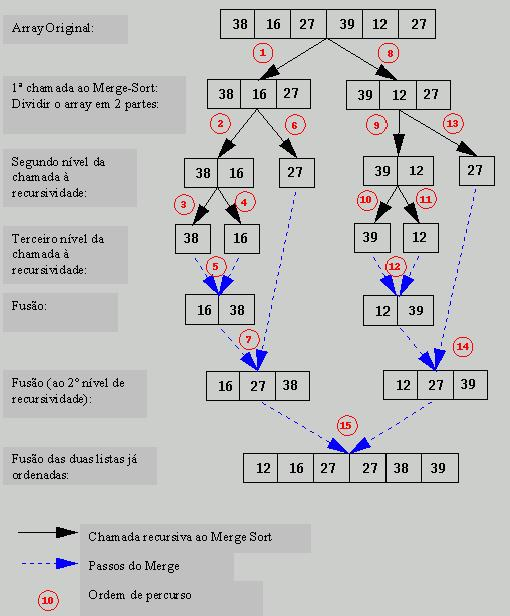 Array Original:
38 16 27 39 12 27
1 8
1ª chamada ao Merge-Sort:
Dividir o array em 2 partes:
38 16 27 39 12 27
2 6 9 13
Segundo nível da
chamada à
recursividade:
38 16 27 39 12 27
3 4 10 11
Terceiro nível da
chamada à
recursividade:
38 16 39 12
5 12
Fusão:
16 38 12 39
7 14
Fusão (ao 2º nível de
recursividade):
16 27 38 12 27 39
15
Fusão das duas listas já
ordenadas:
12 16 27 27 38 39
Chamada recursiva ao Merge Sort
Passos do Merge
10 Ordem de percurso